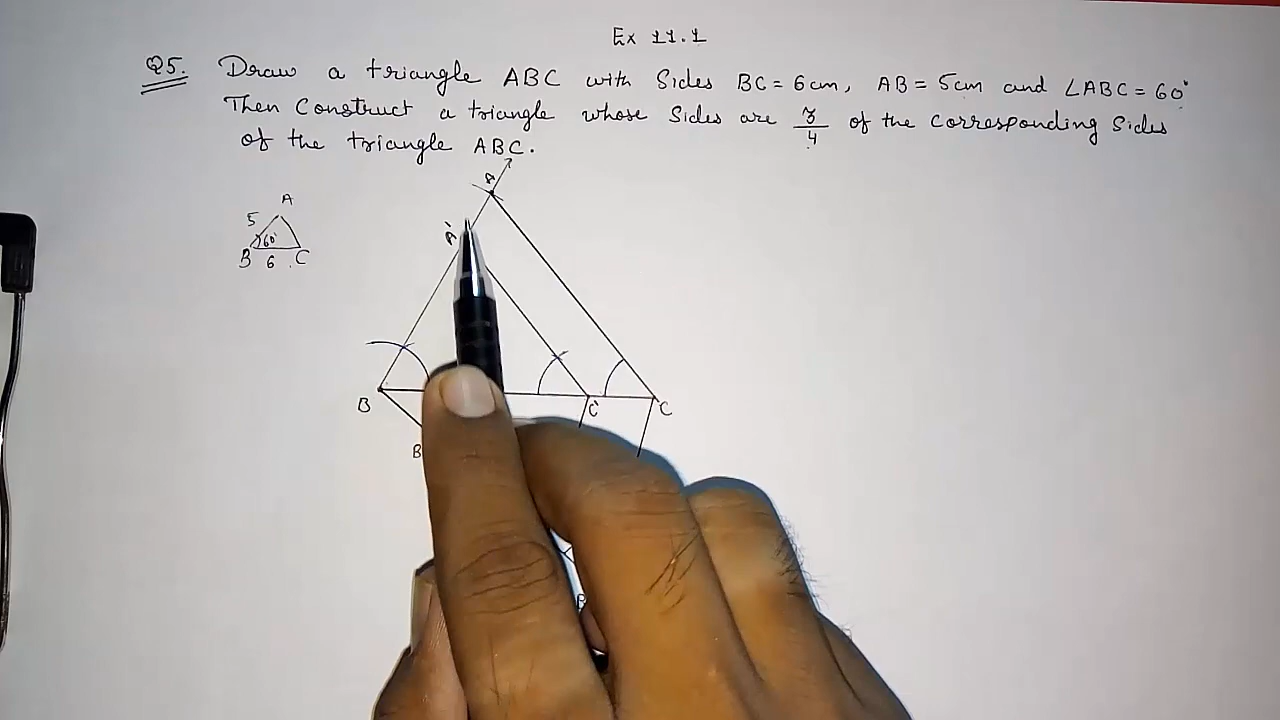 Ex 11.1
Q5. Draw a triangle ABC with Sides BC = 6cm, AB = 5cm and ∠ABC = 60°
Then Construct a triangle whose Sides are 3/4 of the Corresponding Sides
of the triangle ABC.
A
A'
A
5
60°
B 6 C
B
C'
C
B